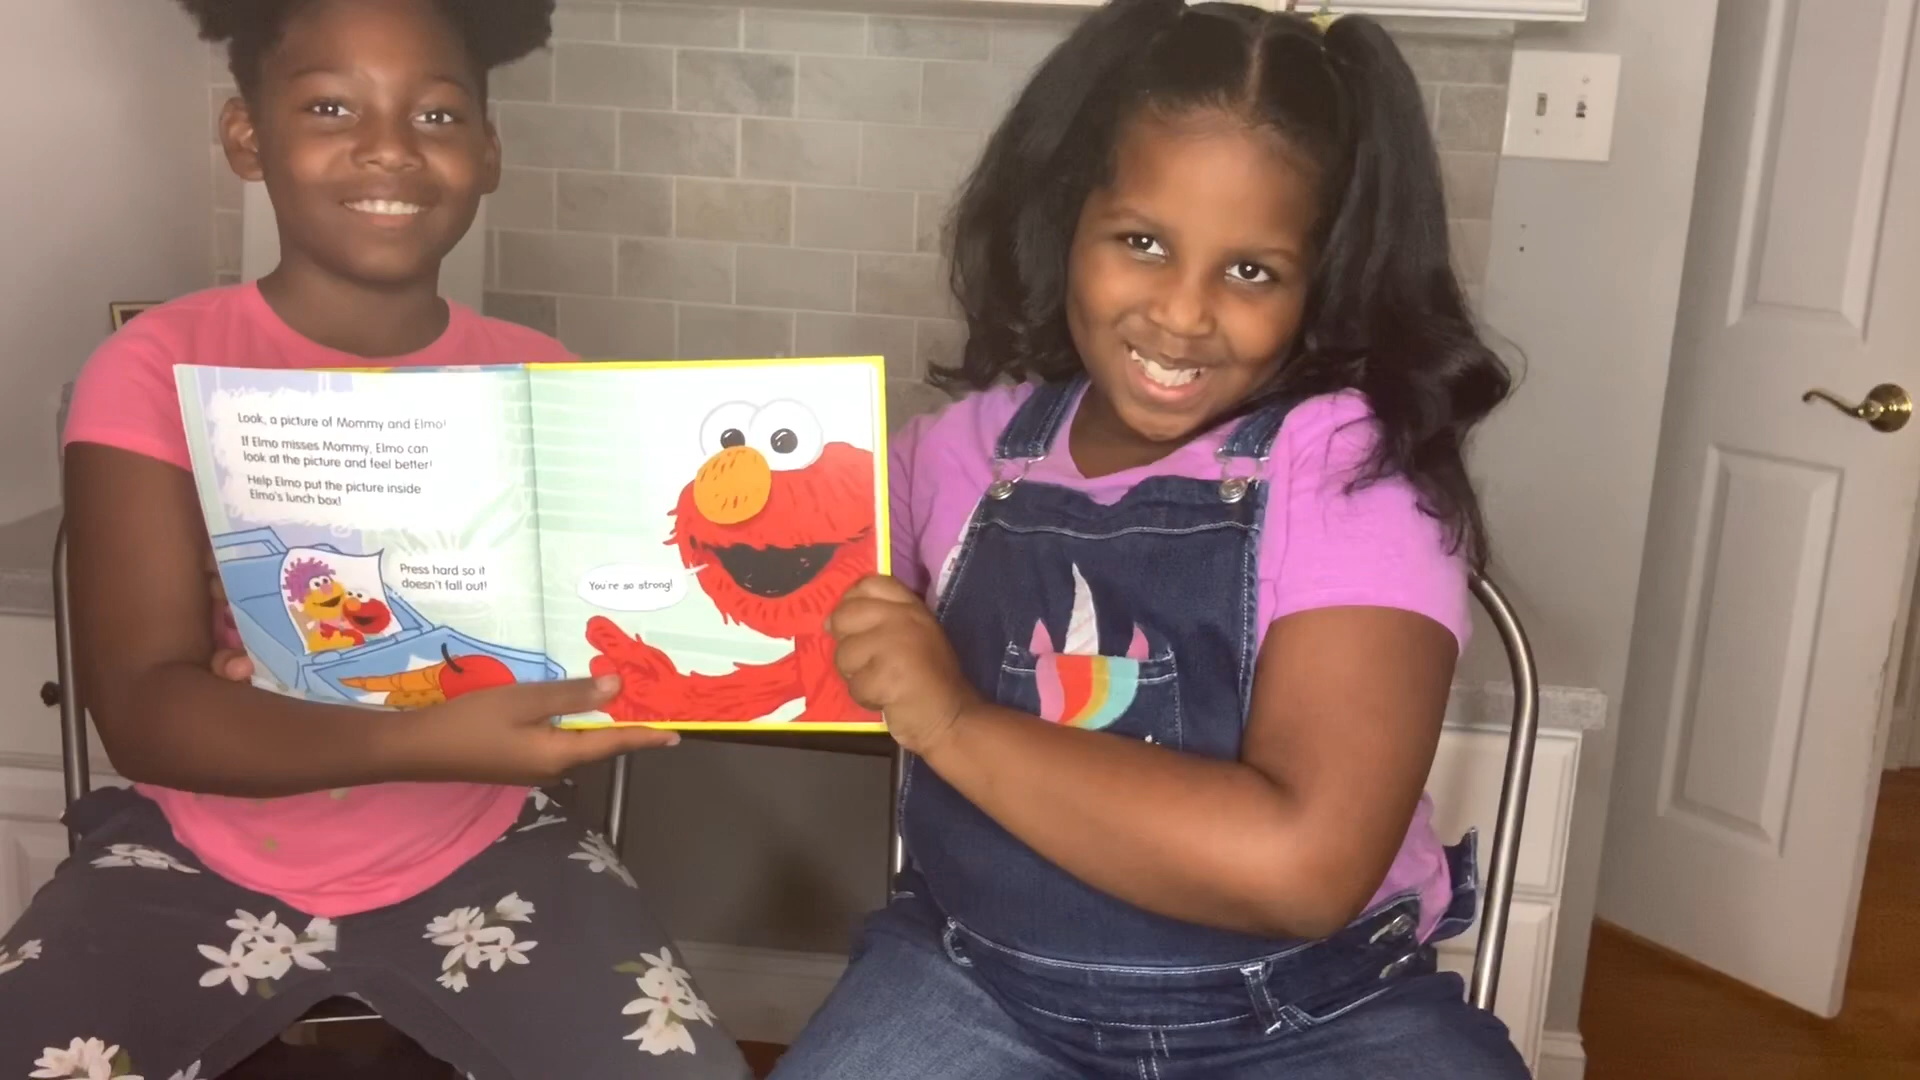 Look, a picture of Mommy and Elmo!
If Elmo misses Mommy, Elmo can
look at the picture and feel better!
Help Elmo put the picture inside
Elmo's lunch box!
Press hard so it
doesn't fall out!
You're so strong!